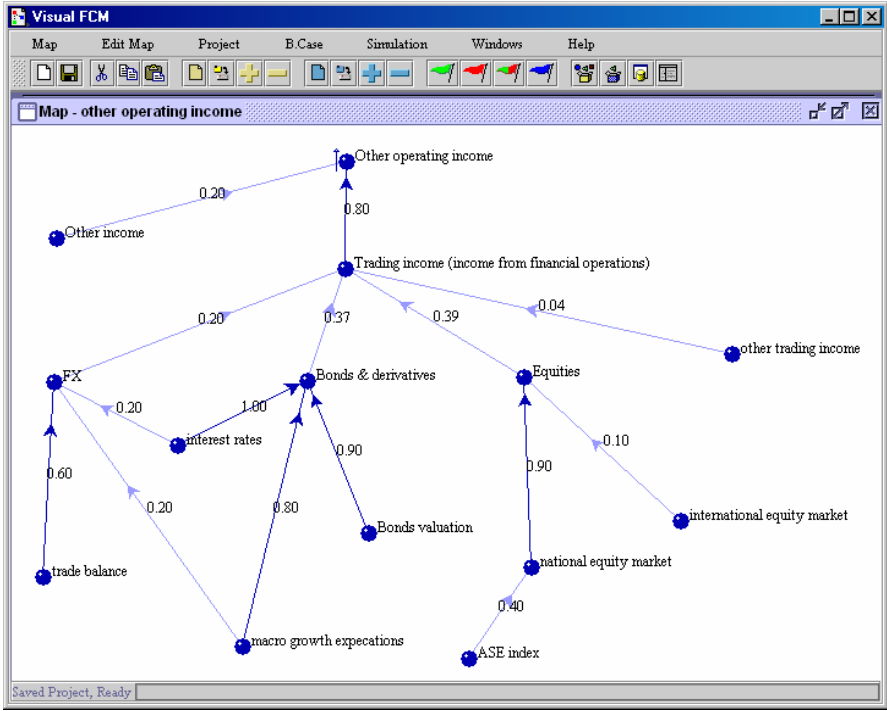 Visual FCM
Map Edit Map Project B.Case Simulation Windows Help
Map - other operating income
Other operating income
0.20
Other income
0.80
Trading income (income from financial operations)
0.04
0.20
0.37
0.39
other trading income
FX
Bonds & derivatives
Equities
0.20
1.00
interest rates
0.10
0.90
0.60
0.90
0.20
0.80
international equity market
Bonds valuation
trade balance
national equity market
0.40
macro growth expecations
ASE index
Saved Project, Ready